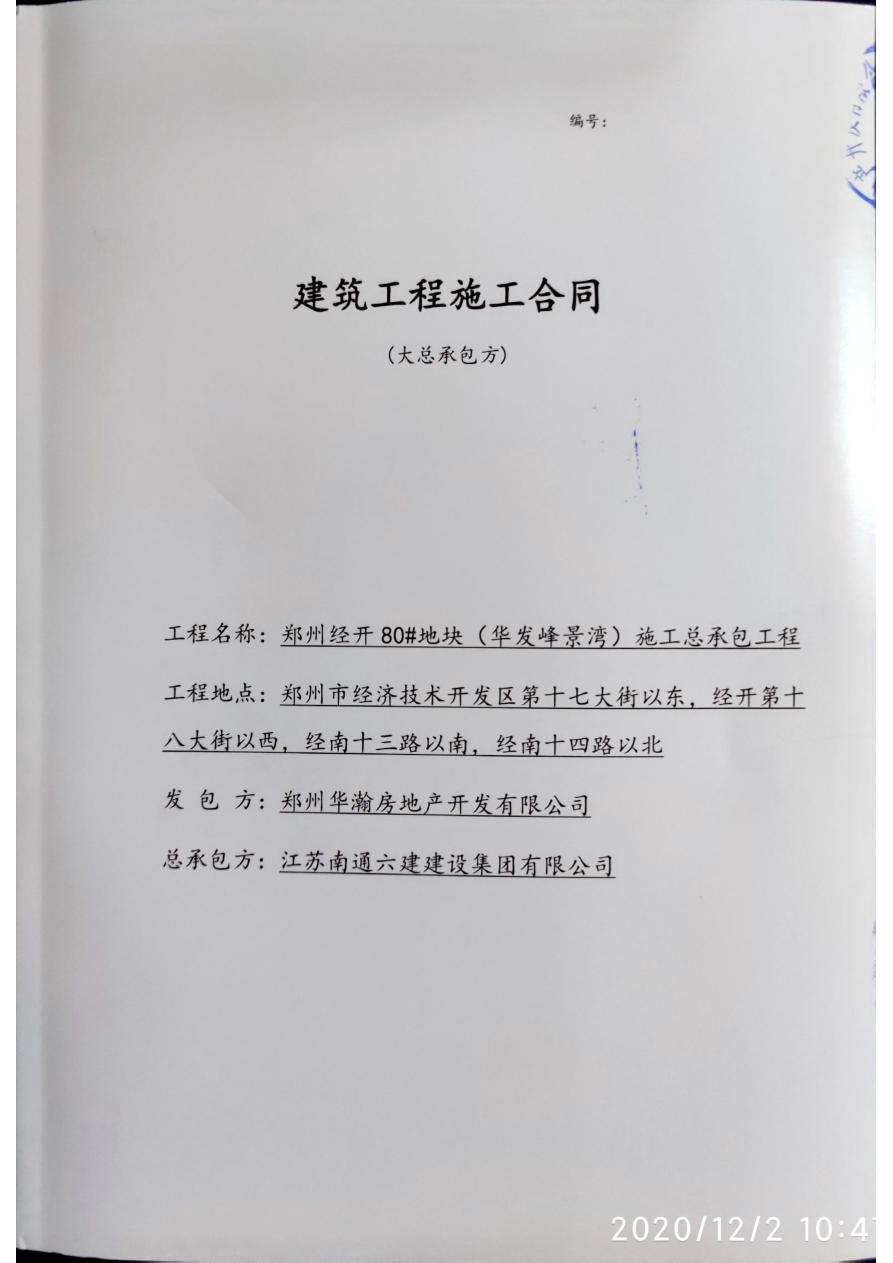 编号：
建筑工程施工合同
（大总承包方）
工程名称：郑州经开 80#地块（华发峰景湾）施工总承包工程
工程地点：郑州市经济技术开发区第十七大街以东，经开第十
八大街以西，经南十三路以南，经南十四路以北
发 包 方：郑州华瀚房地产开发有限公司
总承包方：江苏南通六建建设集团有限公司
2020/12/2 10:47